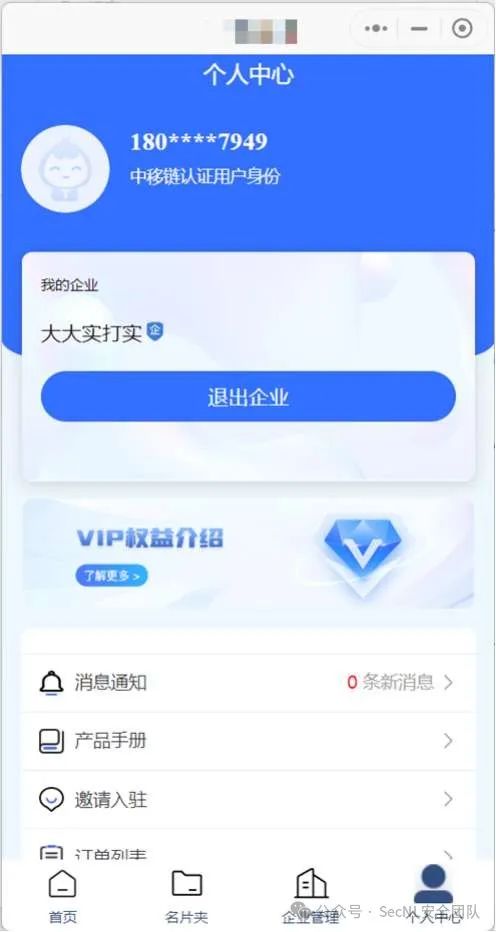 个人中心
180****7949
中移链认证用户身份
我的企业
大大实打实
企
退出企业
VIP权益介绍
了解更多 >
消息通知
0 条新消息
产品手册
邀请入驻
订单列表
首页
名片夹
企业管理
个人中心
公众号 · SecNL安全团队